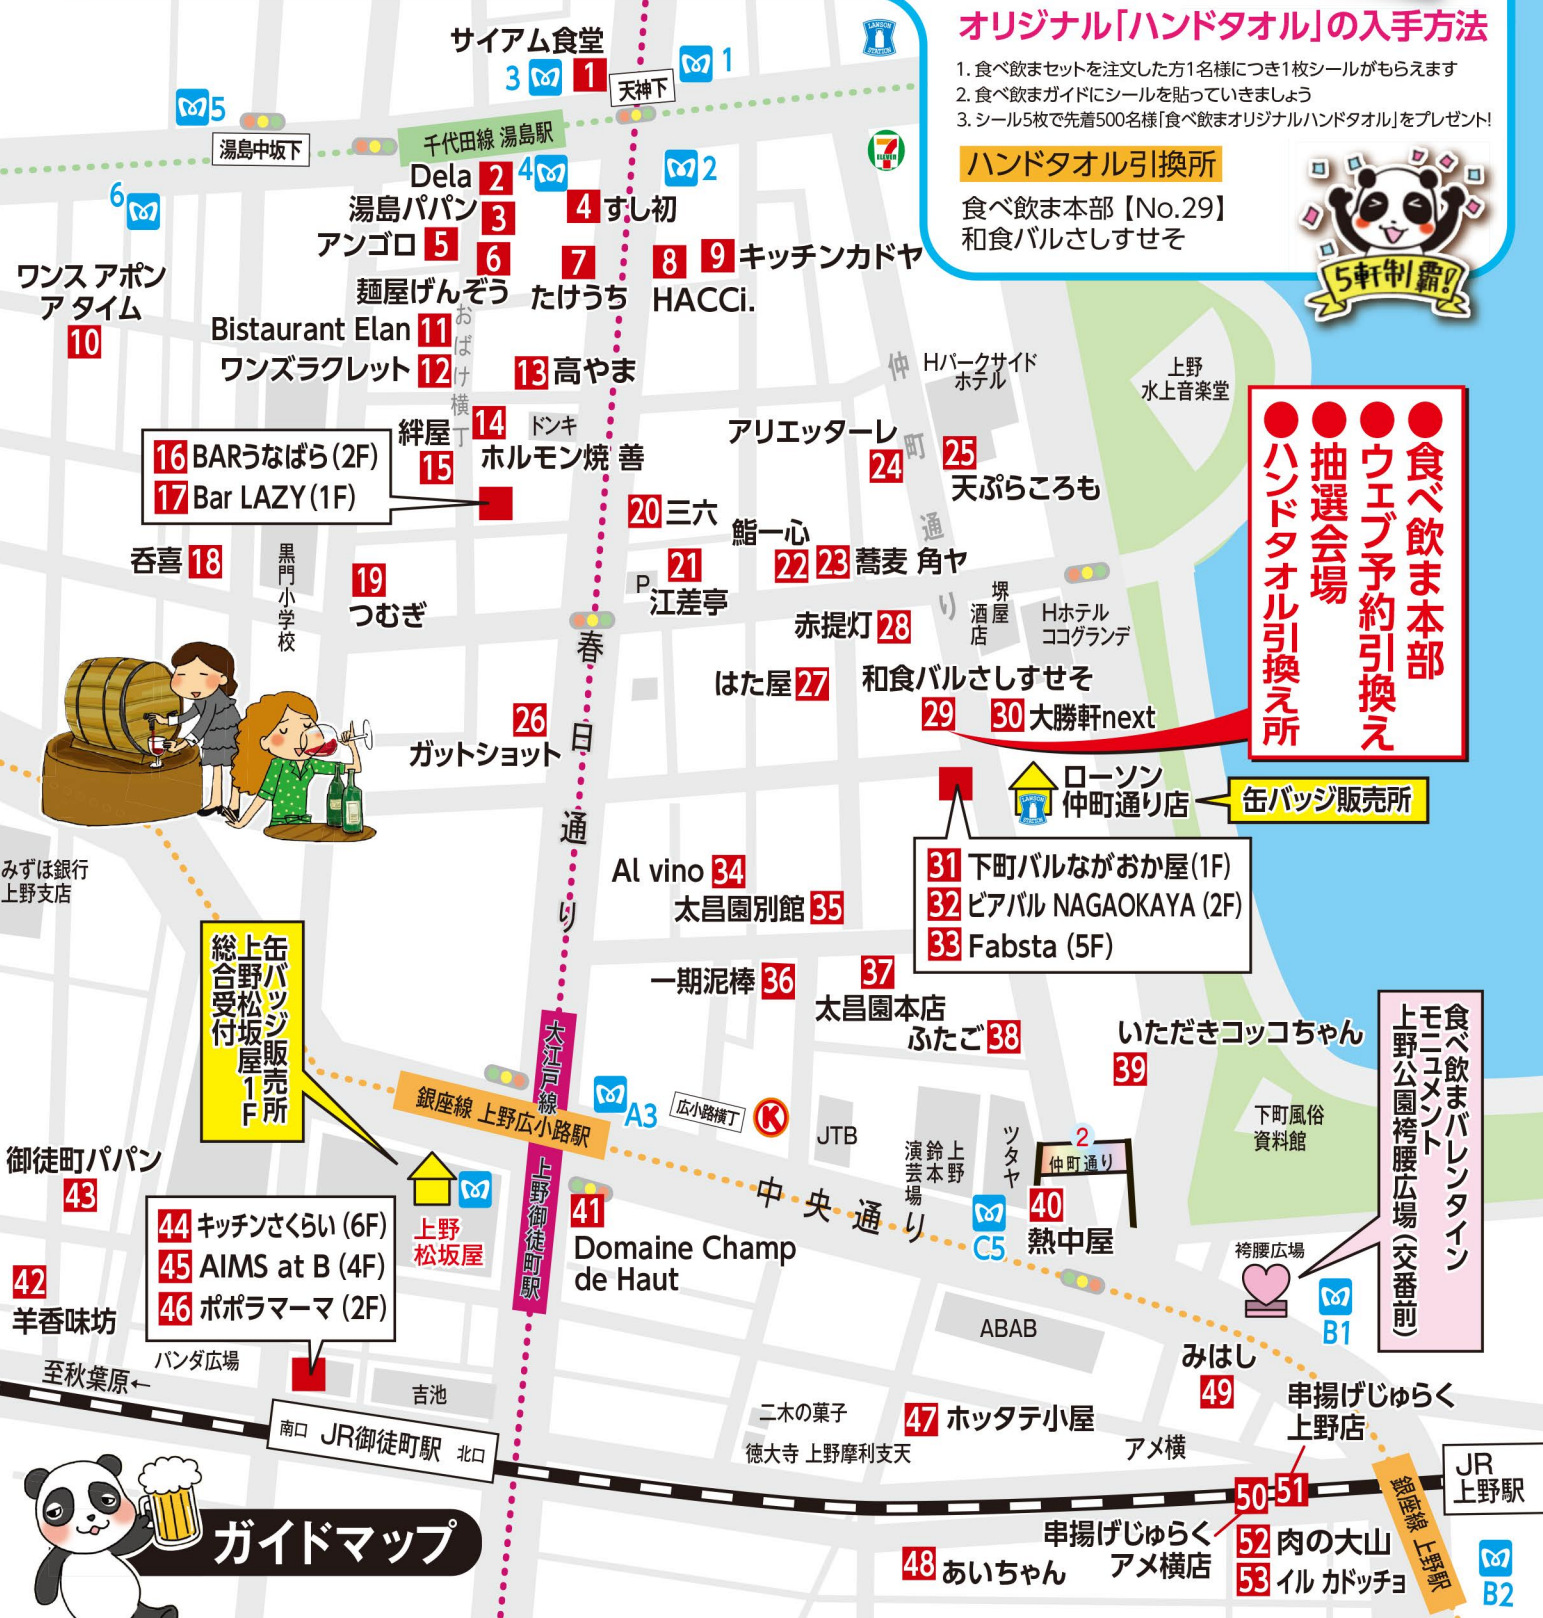 オリジナル「ハンドタオル」の入手方法
1. 食べ飲まセットを注文した方1名様につき1枚シールがもらえます
2. 食べ飲まガイドにシールを貼っていきましょう
3. シール5枚で先着500名様「食べ飲まオリジナルハンドタオル」をプレゼント!
ハンドタオル引換所
食べ飲ま本部【No.29】
和食バルさしすせそ
5軒制覇!
LAWSON
STATION
7
ELEVEN
サイアム食堂
3
1
天神下
1
5
湯島中坂下
千代田線 湯島駅
6
Dela 2
4
2
湯島パパン 3
4 すし初
アンゴロ 5
6
麺屋げんぞう
7
たけうち
8
HACCi.
9 キッチンカドヤ
ワンス アポン
ア タイム
10
おばけ横丁
Bistaurant Elan 11
ワンズラクレット 12
13 高やま
仲町通り
Hパークサイド
ホテル
上野
水上音楽堂
絆屋
15
14
ホルモン焼 善
ドンキ
アリエッターレ
24
25
天ぷらころも
16 BARうなばら(2F)
17 Bar LAZY(1F)
20 三六
鮨一心
22
23 蕎麦 角ヤ
呑喜 18
黒門小学校
19
つむぎ
P
21
江差亭
赤提灯 28
堺屋
酒店
Hホテル
ココグランデ
はた屋 27
和食バルさしすせそ
29
30 大勝軒next
●食べ飲ま本部
●ウェブ予約引換え
●抽選会場
●ハンドタオル引換え所
春日通り
26
ガットショット
LAWSON
STATION
ローソン
仲町通り店
缶バッジ販売所
31 下町バルながおか屋(1F)
32 ビアバル NAGAOKAYA (2F)
33 Fabsta (5F)
みずほ銀行
上野支店
Al vino 34
太昌園別館 35
缶バッジ販売所
上野松坂屋1F
総合受付
一期泥棒 36
37
太昌園本店
ふたご 38
いただきコッコちゃん
39
食べ飲まバレンタイン
モニュメント
上野公園袴腰広場(交番前)
大江戸線 上野御徒町駅
銀座線 上野広小路駅
A3
広小路横丁
K
JTB
上野
鈴本
演芸場
ツタヤ
2
仲町通り
下町風俗
資料館
御徒町パパン
43
上野
松坂屋
41
Domaine Champ
de Haut
中央通り
C5
40
熱中屋
袴腰広場
B1
44 キッチンさくらい (6F)
45 AIMS at B (4F)
46 ポポラマーマ (2F)
42
羊香味坊
ABAB
みはし
49
パンダ広場
至秋葉原←
吉池
南口 JR御徒町駅 北口
二木の菓子
徳大寺 上野摩利支天
47 ホッタテ小屋
アメ横
串揚げじゅらく
上野店
50
51
JR
上野駅
銀座線 上野駅
串揚げじゅらく
アメ横店
48 あいちゃん
52 肉の大山
53 イル カドッチョ
B2
ガイドマップ